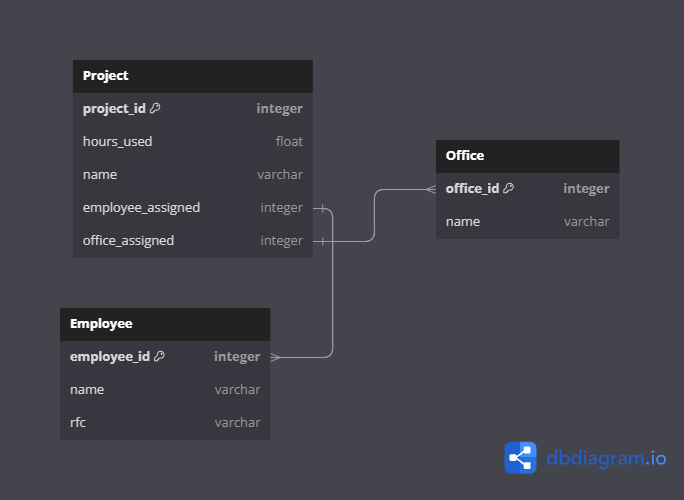 Project
project_id integer
hours_used float
name varchar
employee_assigned integer
office_assigned integer
Office
office_id integer
name varchar
Employee
employee_id integer
name varchar
rfc varchar
dbdiagram.io